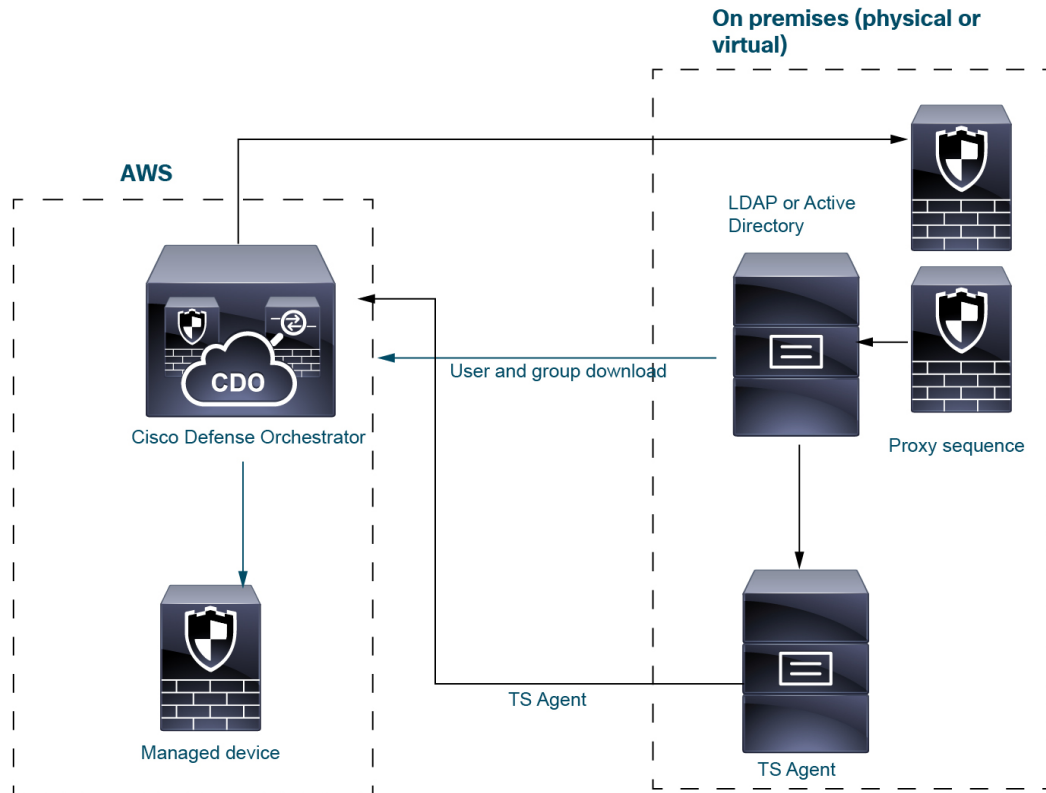 On premises (physical or
virtual)
AWS
LDAP or Active
Directory
CDO
User and group download
Cisco Defense Orchestrator
Proxy sequence
TS Agent
Managed device
TS Agent